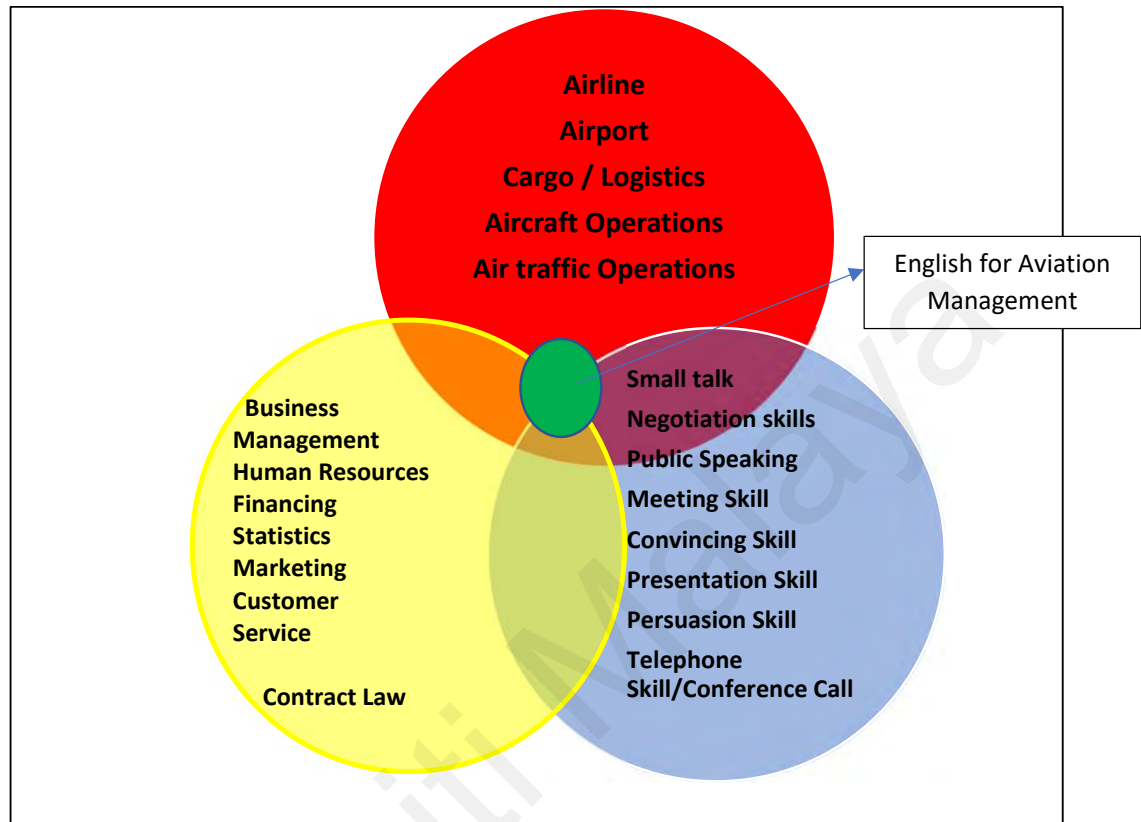 Airline
Airport
Cargo / Logistics
Aircraft Operations
Air traffic Operations
English for Aviation
Management
Business
Management
Human Resources
Financing
Statistics
Marketing
Customer
Service
Contract Law
Small talk
Negotiation skills
Public Speaking
Meeting Skill
Convincing Skill
Presentation Skill
Persuasion Skill
Telephone
Skill/Conference Call
iti Malaya